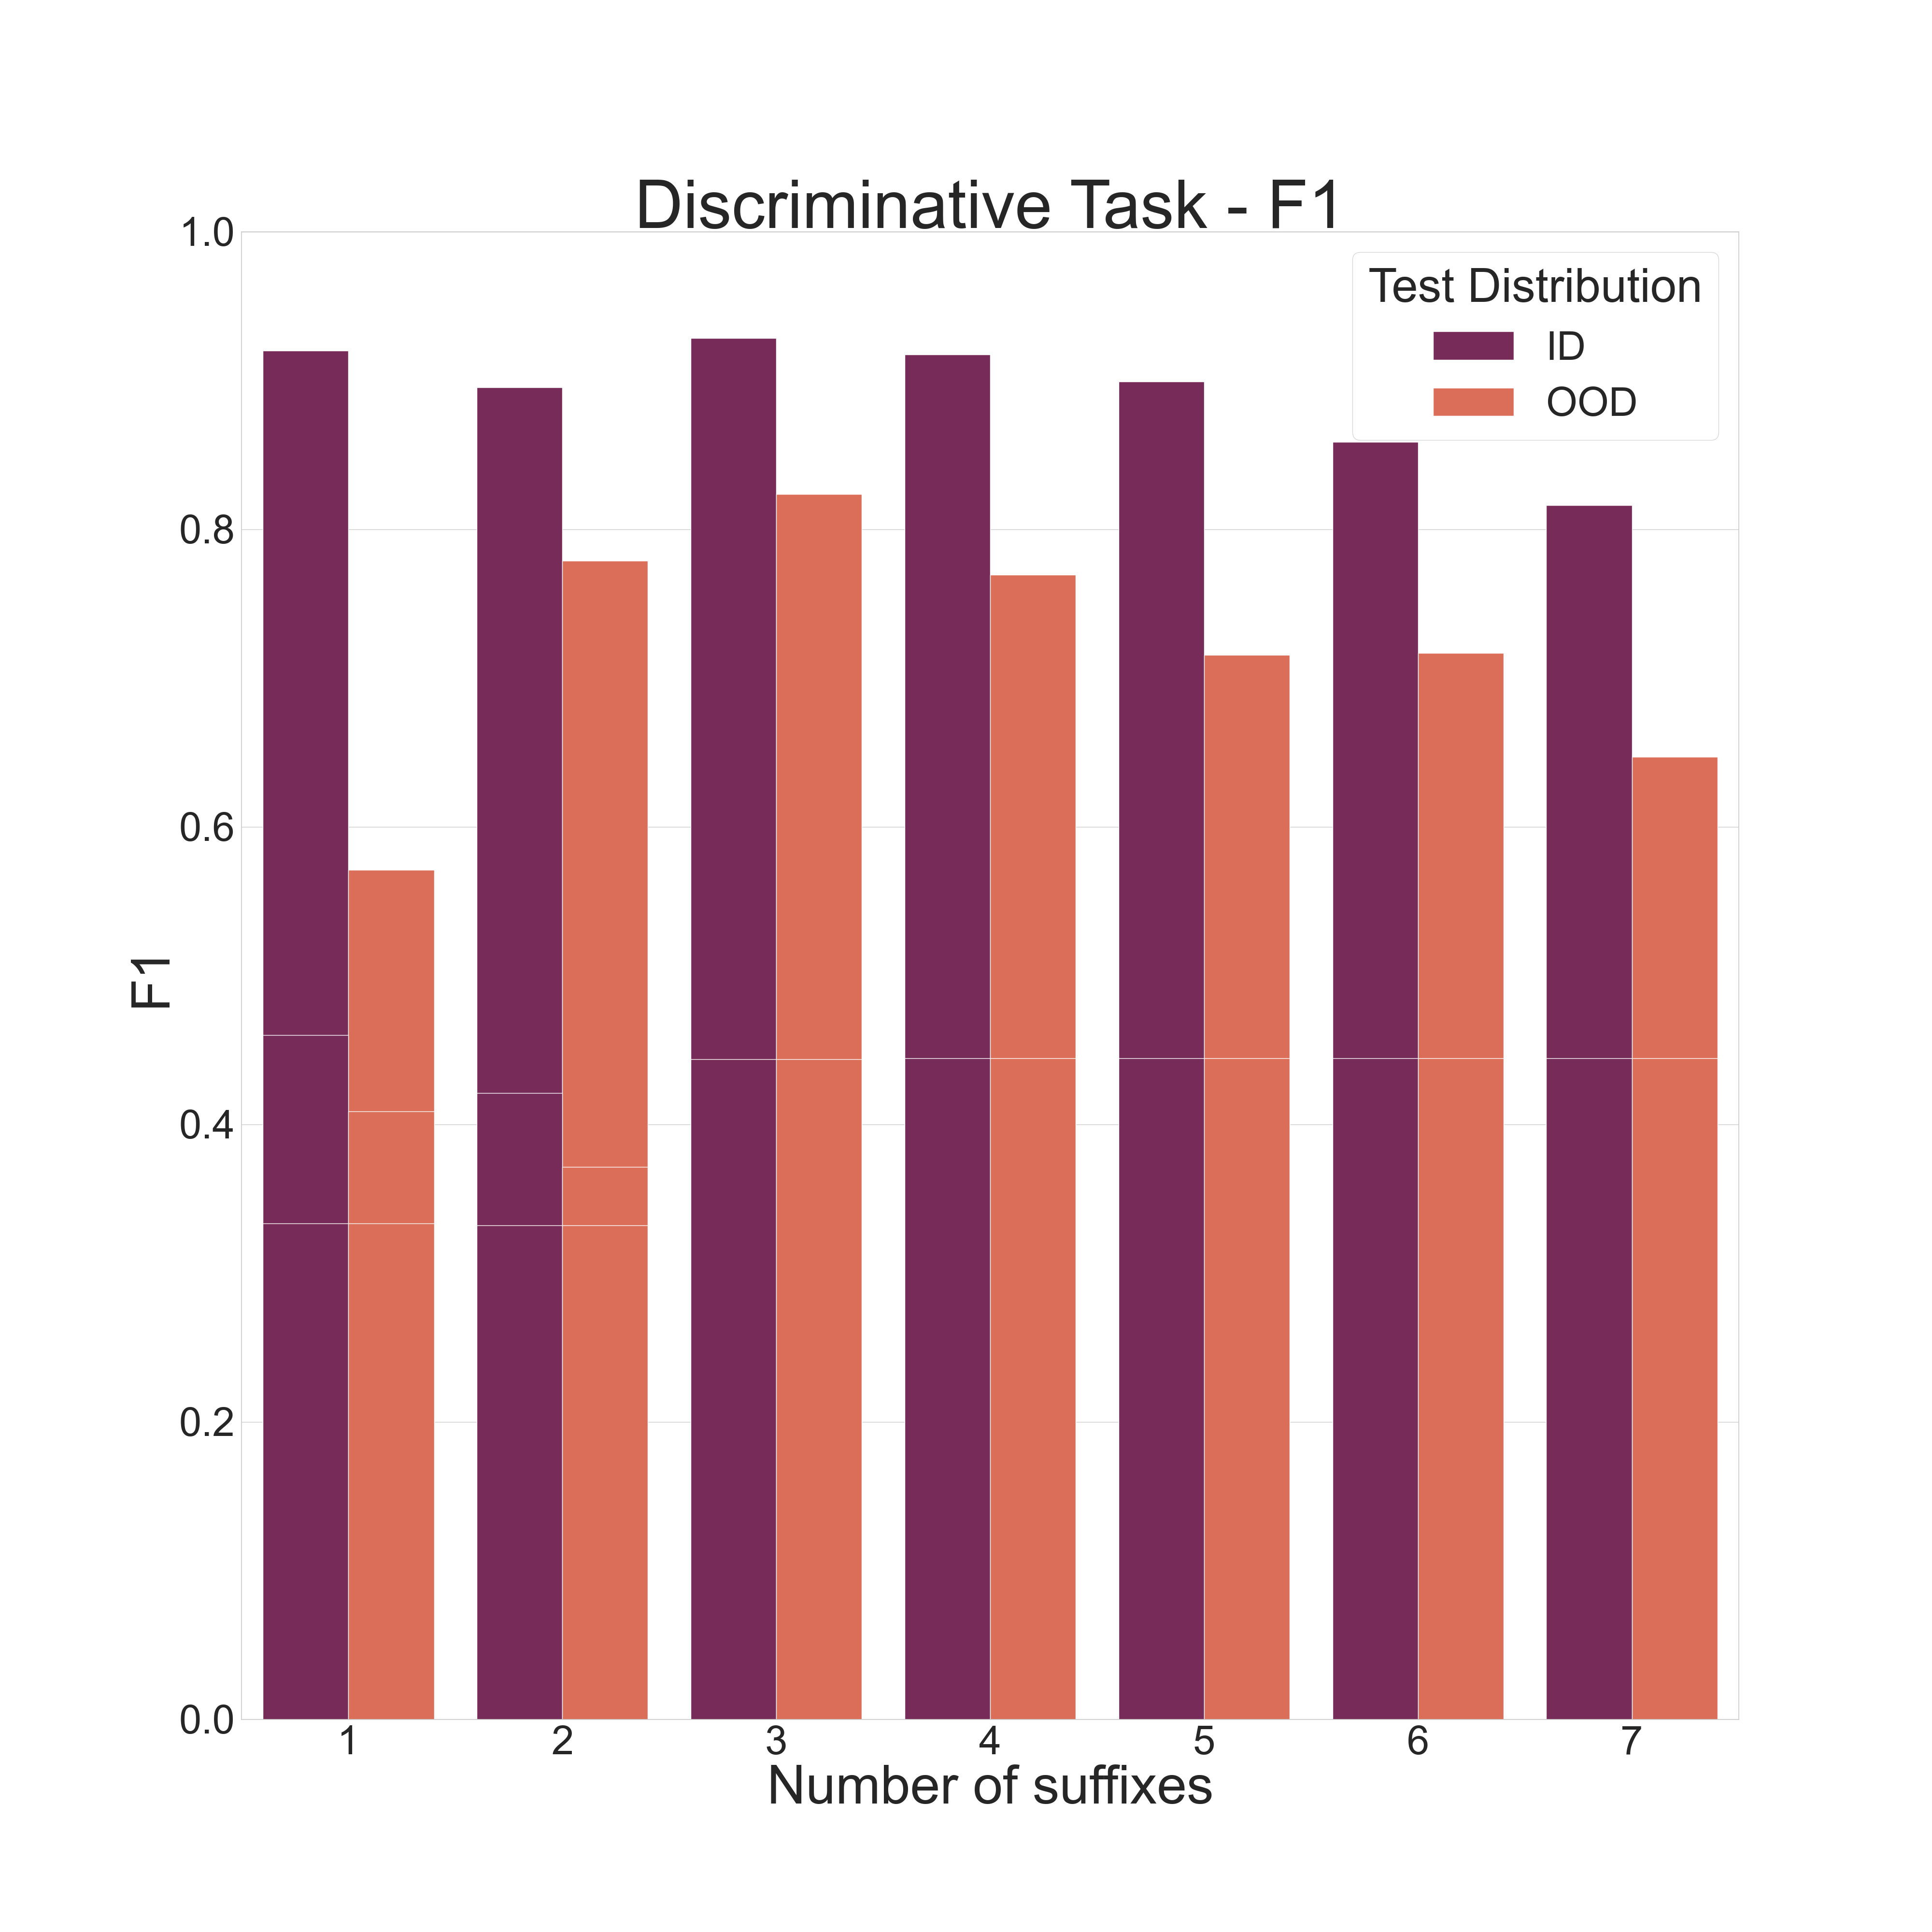 Discriminative Task - F1
1.0
0.8
0.6
0.4
0.2
0.0
F1
Test Distribution
ID
OOD
1 2 3 4 5 6 7
Number of suffixes